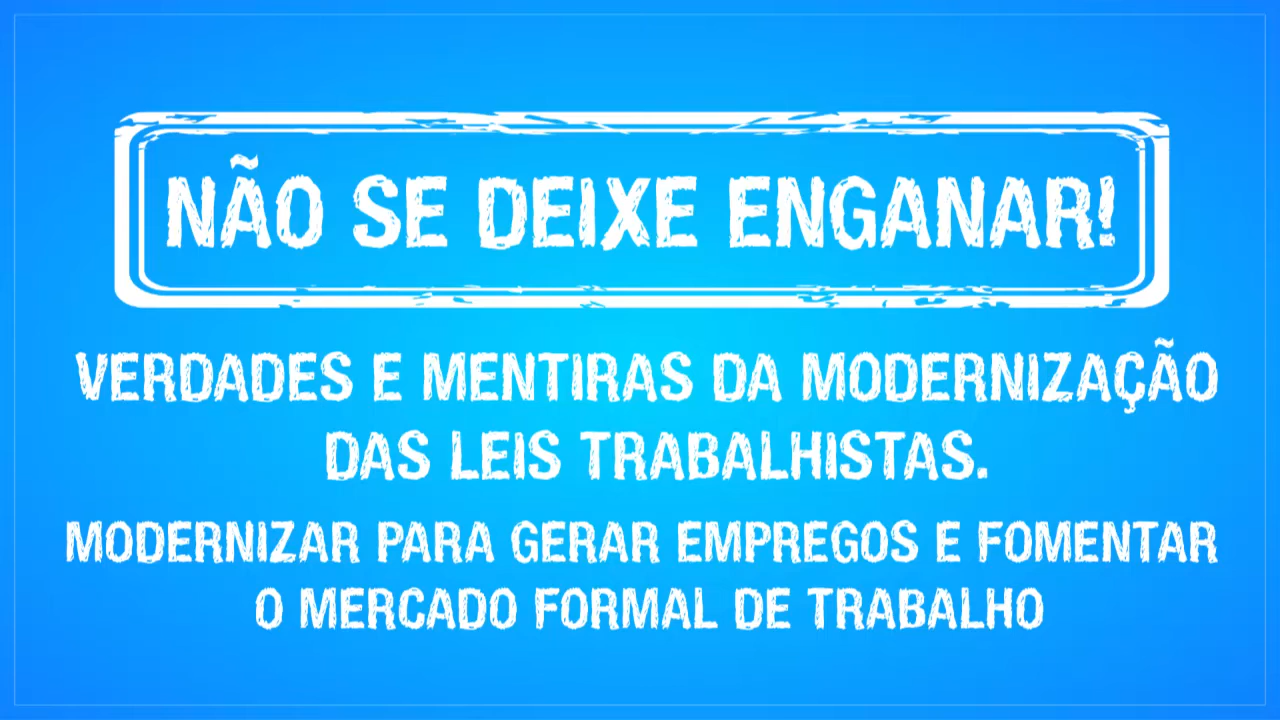 NÃO SE DEIXE ENGANAR!
VERDADES E MENTIRAS DA MODERNIZAÇÃO
DAS LEIS TRABALHISTAS.
MODERNIZAR PARA GERAR EMPREGOS E FOMENTAR
O MERCADO FORMAL DE TRABALHO